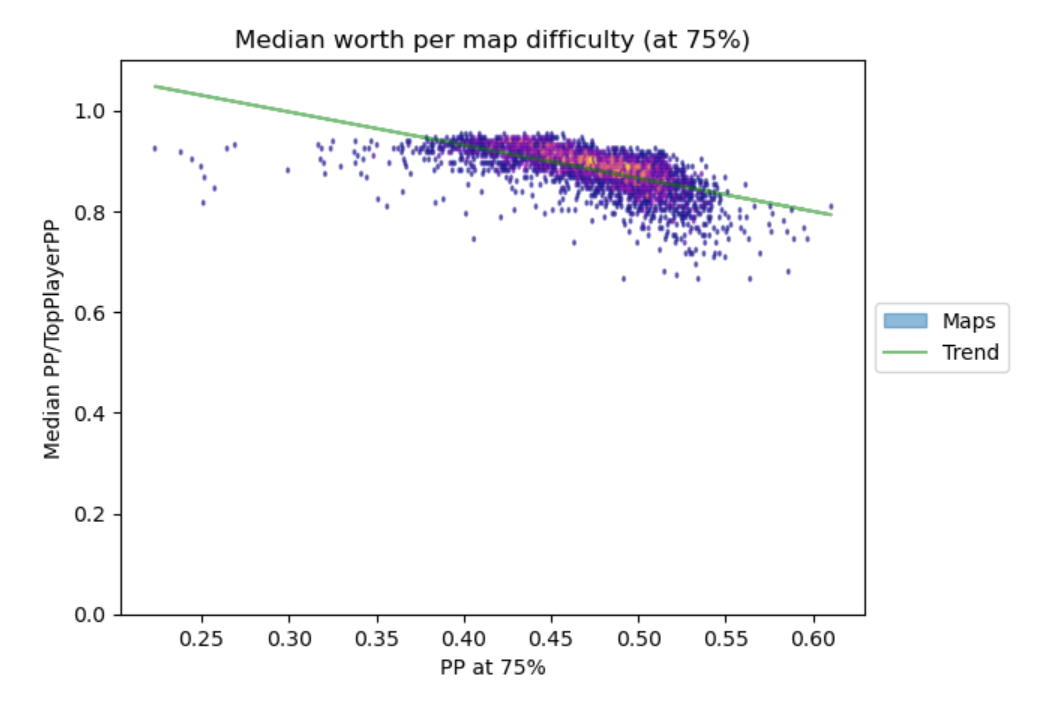 Median worth per map difficulty (at 75%)
Median PP/TopPlayerPP
1.0
0.8
0.6
0.4
0.2
0.0
0.25 0.30 0.35 0.40 0.45 0.50 0.55 0.60
PP at 75%
Maps
Trend